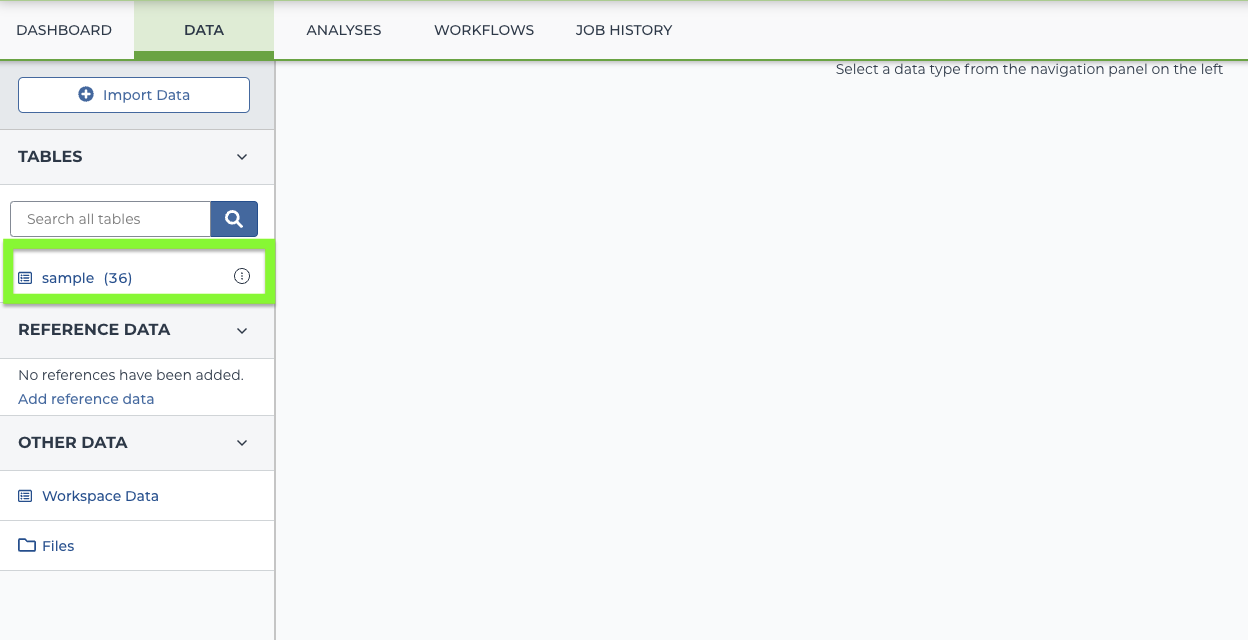 DASHBOARD DATA ANALYSES WORKFLOWS JOB HISTORY
Select a data type from the navigation panel on the left
Import Data
TABLES
Search all tables
sample (36)
REFERENCE DATA
No references have been added.
Add reference data
OTHER DATA
Workspace Data
Files